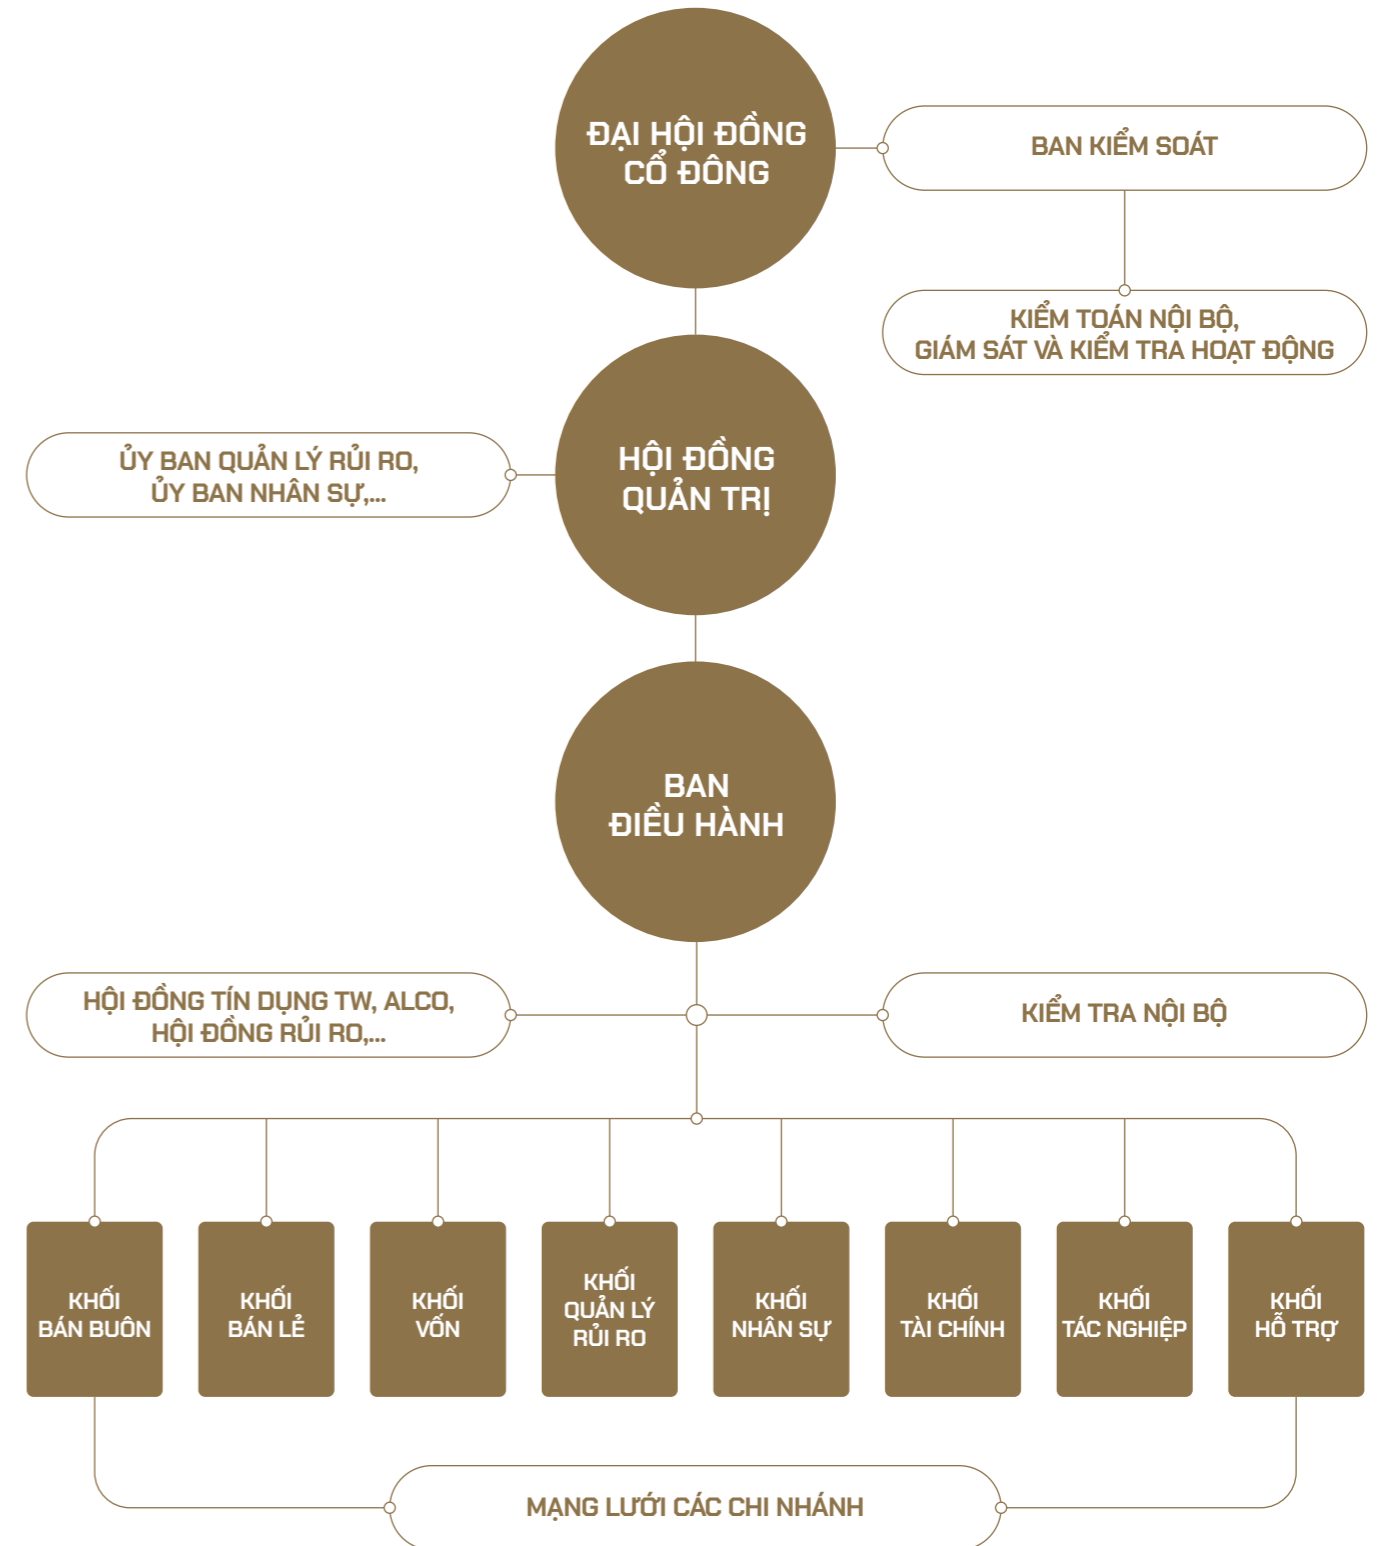 ĐẠI HỘI ĐỒNG
CỔ ĐÔNG
BAN KIỂM SOÁT
KIỂM TOÁN NỘI BỘ,
GIÁM SÁT VÀ KIỂM TRA HOẠT ĐỘNG
HỘI ĐỒNG
QUẢN TRỊ
ỦY BAN QUẢN LÝ RỦI RO,
ỦY BAN NHÂN SỰ,...
BAN
ĐIỀU HÀNH
HỘI ĐỒNG TÍN DỤNG TW, ALCO,
HỘI ĐỒNG RỦI RO,...
KIỂM TRA NỘI BỘ
KHỐI
BÁN BUÔN
KHỐI
BÁN LẺ
KHỐI
VỐN
KHỐI
QUẢN LÝ
RỦI RO
KHỐI
NHÂN SỰ
KHỐI
TÀI CHÍNH
KHỐI
TÁC NGHIỆP
KHỐI
HỖ TRỢ
MẠNG LƯỚI CÁC CHI NHÁNH